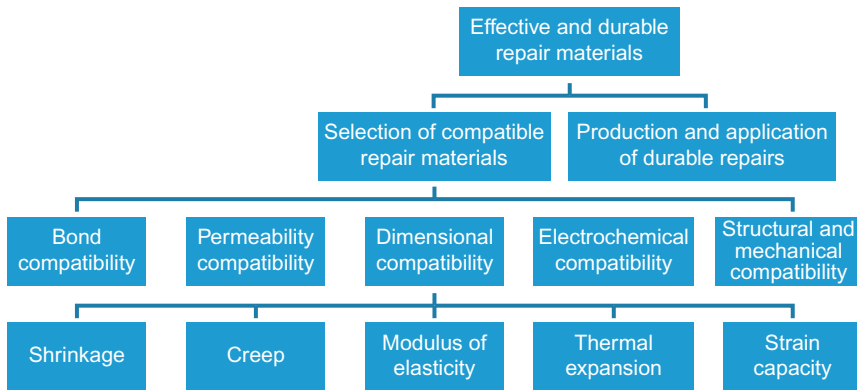 Effective and durable
repair materials
Selection of compatible
repair materials
Production and application
of durable repairs
Bond
compatibility
Permeability
compatibility
Dimensional
compatibility
Electrochemical
compatibility
Structural and
mechanical
compatibility
Shrinkage
Creep
Modulus of
elasticity
Thermal
expansion
Strain
capacity